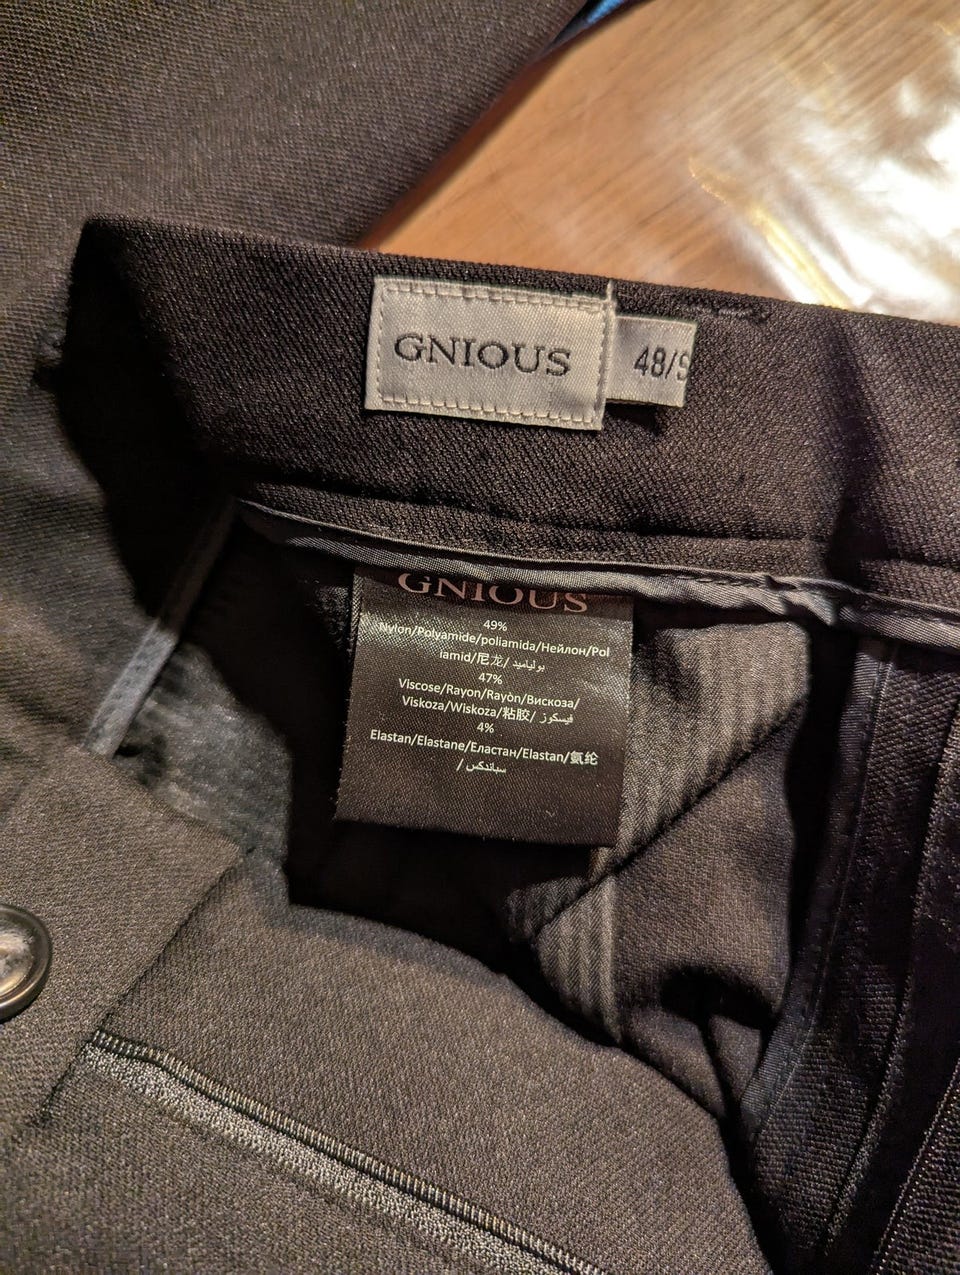 GNIOUS
48/S
GNIOUS
49%
Nylon/Polyamide/poliamida/Нейлон/Pol
iamid/尼龙/ بولياميد
47%
Viscose/Rayon/Rayòn/Вискоза/
Viskoza/Wiskoza/粘胶/ فيسكوز
4%
Elastan/Elastane/Еластан/Elastan/氨纶
/ سباندكس